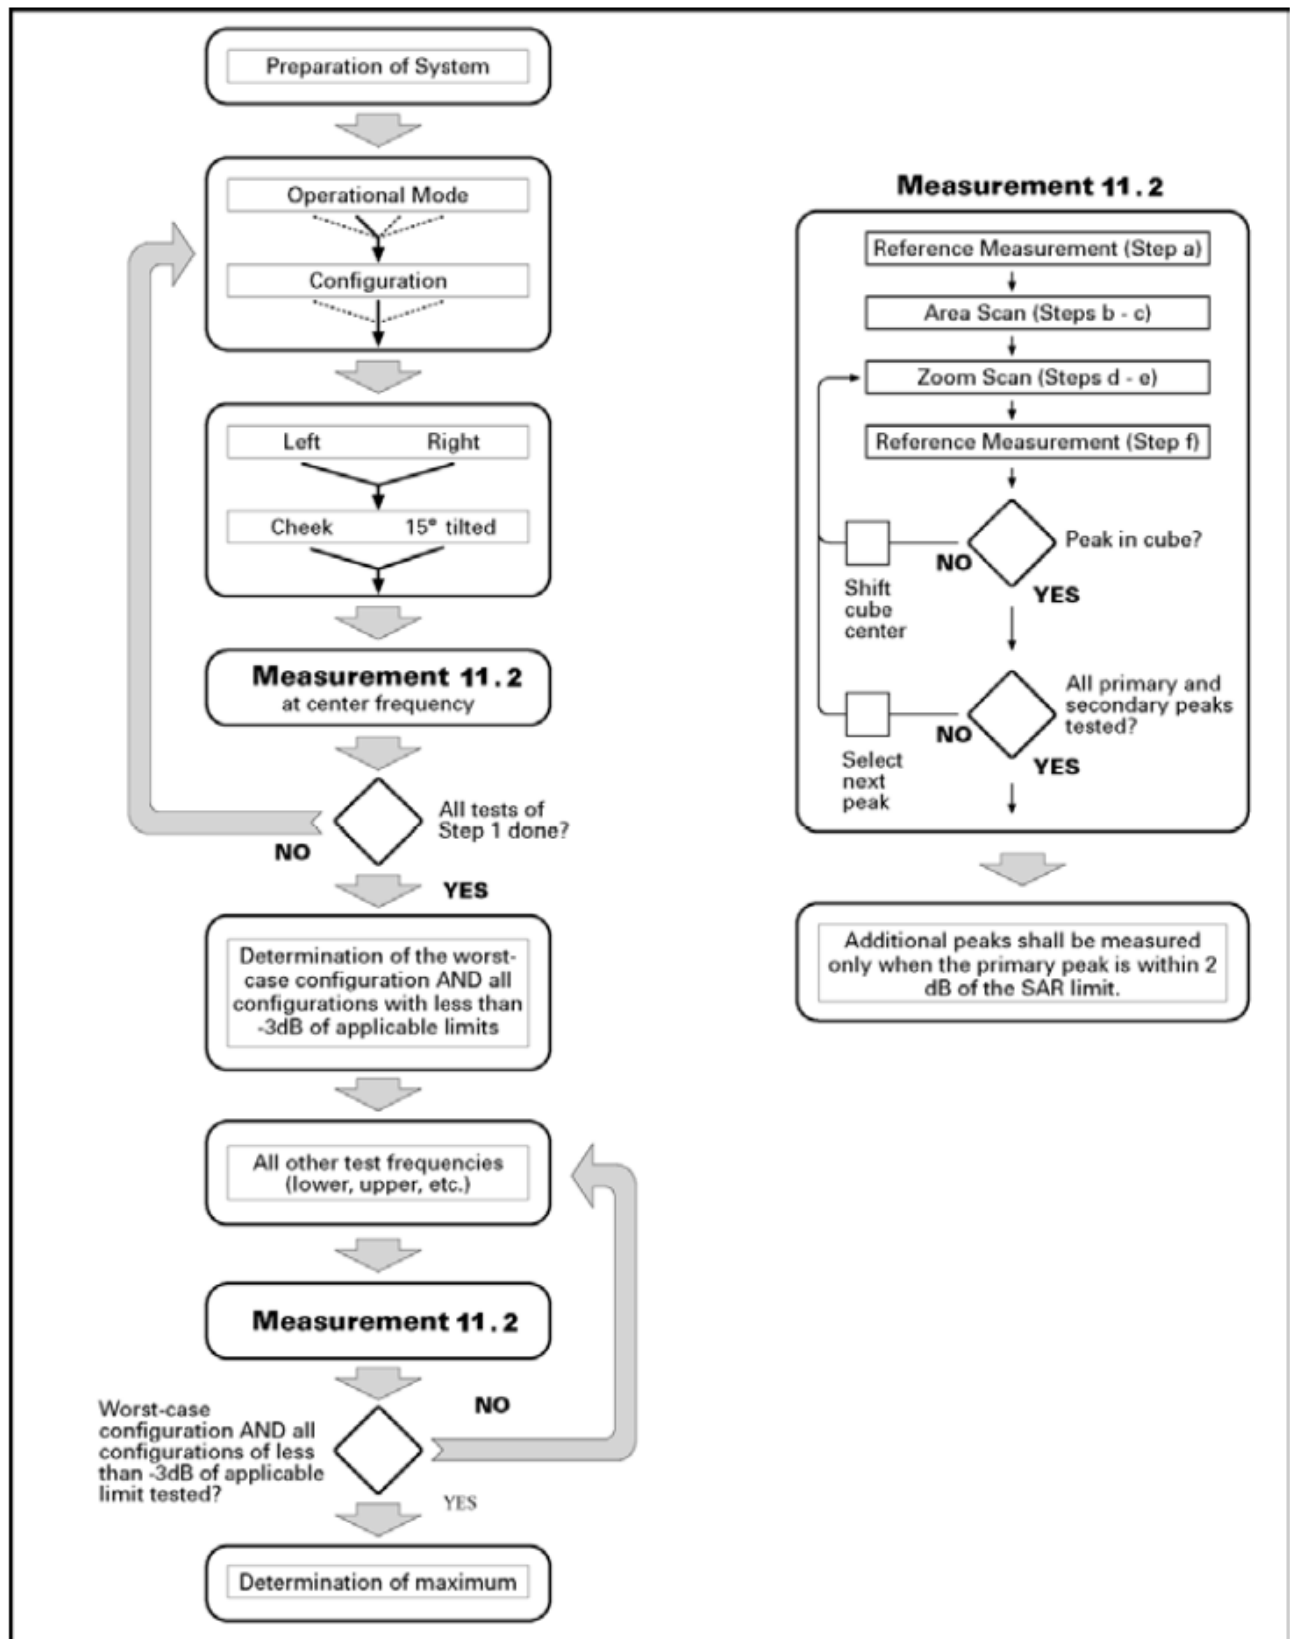 Preparation of System
Operational Mode
Configuration
Left Right
Cheek 15° tilted
Measurement 11.2
at center frequency
All tests of
Step 1 done?
NO
YES
Determination of the worst-
case configuration AND all
configurations with less than
-3dB of applicable limits
All other test frequencies
(lower, upper, etc.)
Measurement 11.2
NO
Worst-case
configuration AND all
configurations of less
than -3dB of applicable
limit tested?
YES
Determination of maximum
Measurement 11.2
Reference Measurement (Step a)
Area Scan (Steps b - c)
Zoom Scan (Steps d - e)
Reference Measurement (Step f)
Peak in cube?
NO
Shift
cube
center
YES
All primary and
secondary peaks
tested?
NO
Select
next
peak
YES
Additional peaks shall be measured
only when the primary peak is within 2
dB of the SAR limit.